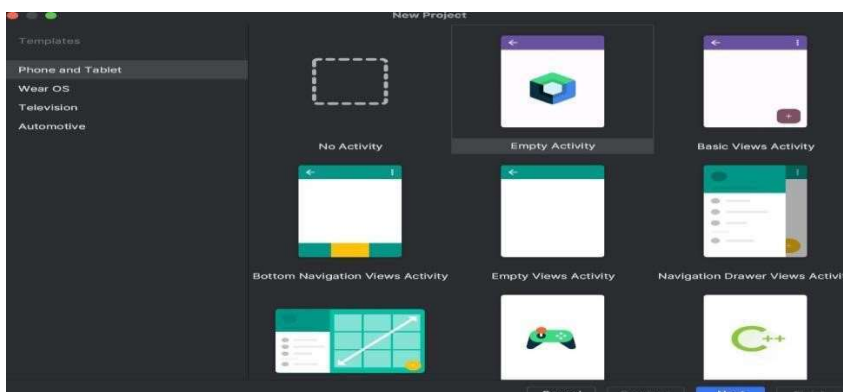 New Project
Templates
Phone and Tablet
Wear OS
Television
Automotive
No Activity
Empty Activity
Basic Views Activity
Bottom Navigation Views Activity
Empty Views Activity
Navigation Drawer Views Activi
C++